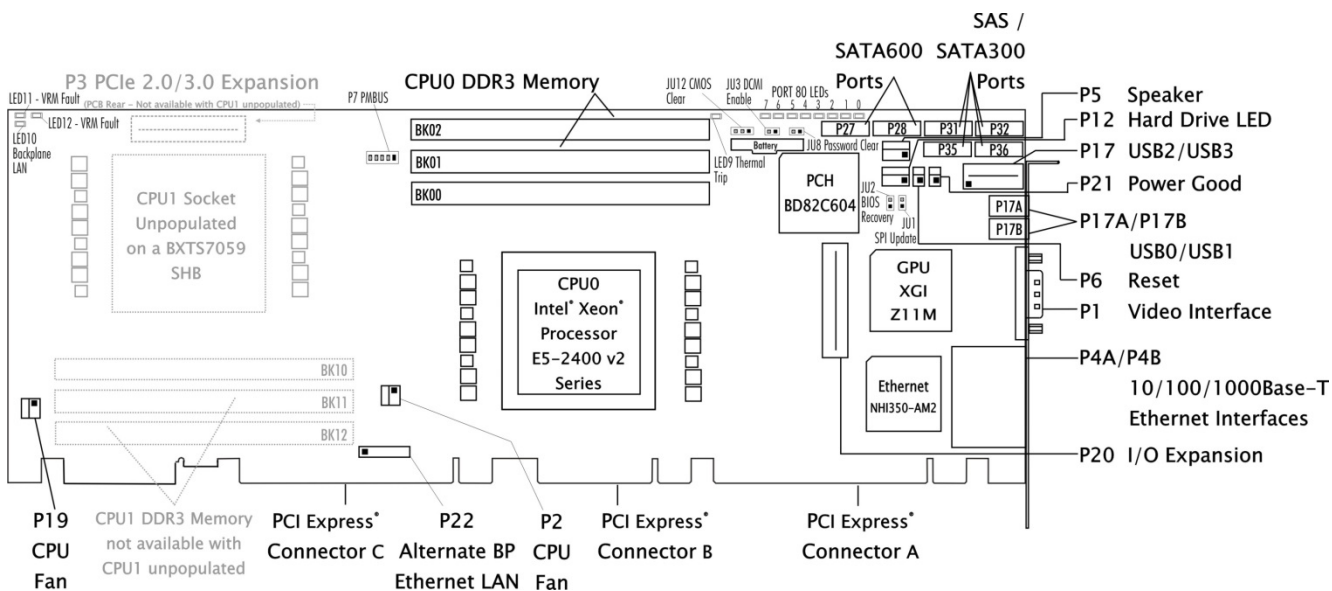 SAS /
SATA600 SATA300
Ports Ports
P3 PCIe 2.0/3.0 Expansion
(PCB Rear - Not available with CPU1 unpopulated)
LED11 - VRM Fault
LED12 - VRM Fault
LED10
Backplane
LAN
P7 PMBUS
CPU0 DDR3 Memory
JU12 CMOS
Clear
JU3 DCMI
Enable
PORT 80 LEDs
7 6 5 4 3 2 1 0
BK02
BK01
BK00
LED9 Thermal
Trip
Battery
JU8 Password Clear
P27
P28
P31
P32
P35
P36
PCH
BD82C604
JU2
BIOS
Recovery
JU1
SPI Update
P17A
P17B
P5 Speaker
P12 Hard Drive LED
P17 USB2/USB3
P21 Power Good
P17A/P17B
USB0/USB1
P6 Reset
P1 Video Interface
P4A/P4B
10/100/1000Base-T
Ethernet Interfaces
P20 I/O Expansion
CPU1 Socket
Unpopulated
on a BXTS7059
SHB
CPU0
Intel® Xeon®
Processor
E5-2400 v2
Series
GPU
XGI
Z11M
Ethernet
NHI350-AM2
BK10
BK11
BK12
P19
CPU
Fan
CPU1 DDR3 Memory
not available with
CPU1 unpopulated
PCI Express®
Connector C
P22
Alternate BP
Ethernet LAN
P2
CPU
Fan
PCI Express®
Connector B
PCI Express®
Connector A